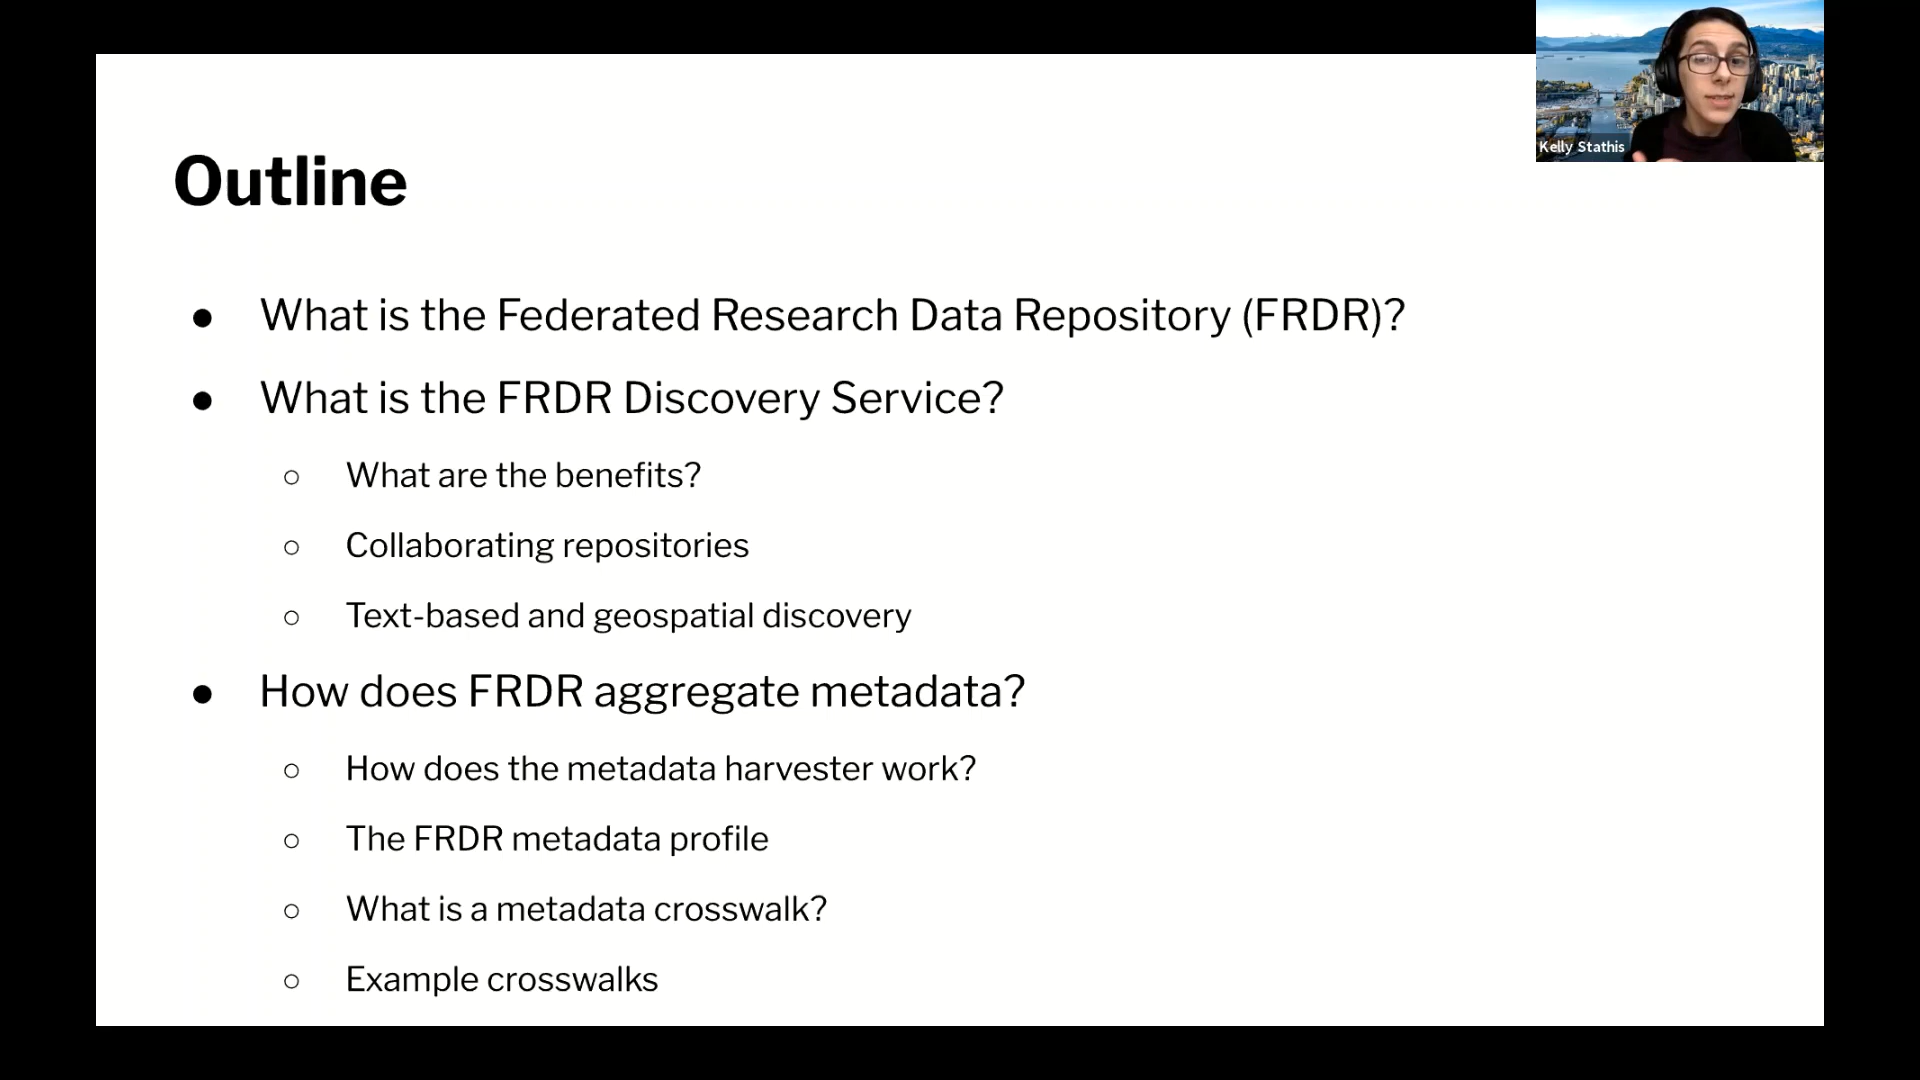 Kelly Stathis
Outline
● What is the Federated Research Data Repository (FRDR)?
● What is the FRDR Discovery Service?
○ What are the benefits?
○ Collaborating repositories
○ Text-based and geospatial discovery
● How does FRDR aggregate metadata?
○ How does the metadata harvester work?
○ The FRDR metadata profile
○ What is a metadata crosswalk?
○ Example crosswalks